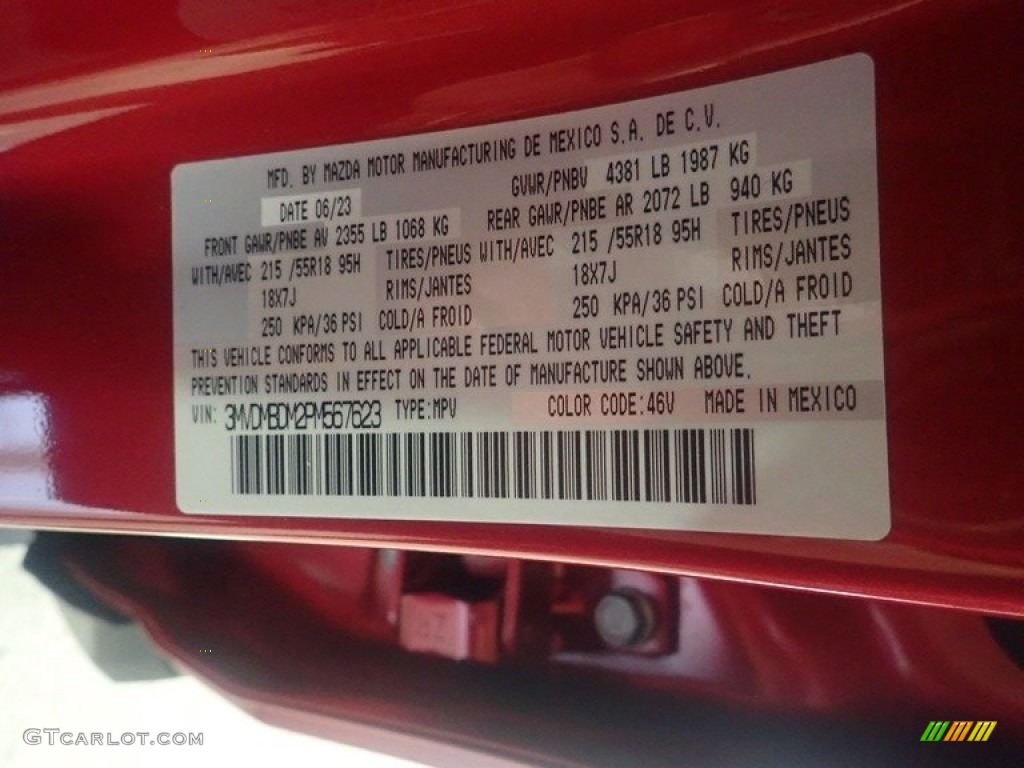 MFD. BY MAZDA MOTOR MANUFACTURING DE MEXICO S.A. DE C.V.
DATE 06/23 GVWR/PNBV 4381 LB 1987 KG
FRONT GAWR/PNBE AV 2355 LB 1068 KG REAR GAWR/PNBE AR 2072 LB 940 KG
WITH/AVEC 215 /55R18 95H TIRES/PNEUS WITH/AVEC 215 /55R18 95H TIRES/PNEUS
18X7J RIMS/JANTES 18X7J RIMS/JANTES
250 KPA/36 PSI COLD/A FROID 250 KPA/36 PSI COLD/A FROID
THIS VEHICLE CONFORMS TO ALL APPLICABLE FEDERAL MOTOR VEHICLE SAFETY AND THEFT
PREVENTION STANDARDS IN EFFECT ON THE DATE OF MANUFACTURE SHOWN ABOVE.
VIN: 3MVDMBDM2PM567623 TYPE:MPV COLOR CODE:46V MADE IN MEXICO
GTCARLOT.COM